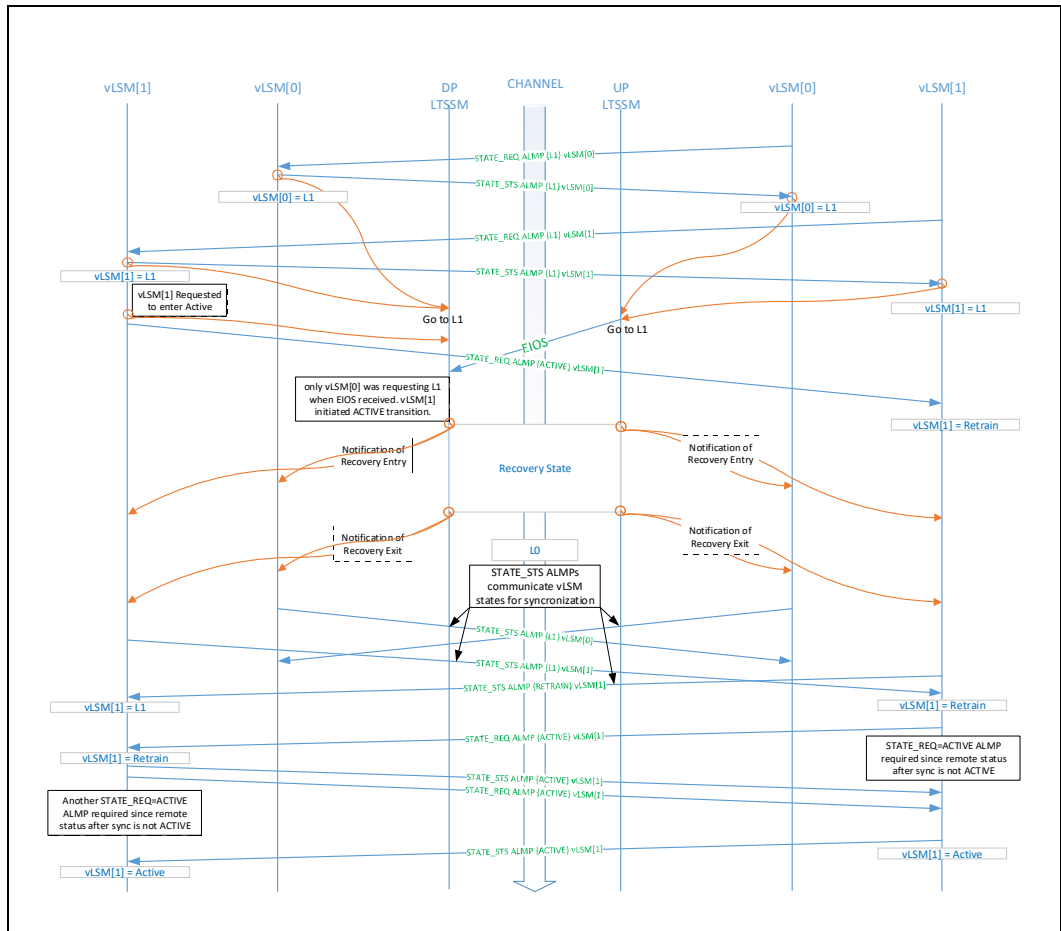 vLSM[1]
vLSM[0]
DP
LTSSM
CHANNEL
UP
LTSSM
vLSM[0]
vLSM[1]
STATE_REQ ALMP {L1} vLSM[0]
STATE_STS ALMP {L1} vLSM[0]
vLSM[0] = L1
vLSM[0] = L1
STATE_REQ ALMP {L1} vLSM[1]
STATE_STS ALMP {L1} vLSM[1]
vLSM[1] = L1
vLSM[1] Requested
to enter Active
Go to L1
Go to L1
vLSM[1] = L1
EIOS
STATE_REQ ALMP {ACTIVE} vLSM[1]
only vLSM[0] was requesting L1
when EIOS received. vLSM[1]
initiated ACTIVE transition.
vLSM[1] = Retrain
Notification of
Recovery Entry
Recovery State
Notification of
Recovery Entry
Notification of
Recovery Exit
Notification of
Recovery Exit
L0
STATE_STS ALMPs
communicate vLSM
states for syncronization
STATE_STS ALMP {L1} vLSM[0]
STATE_STS ALMP {L1} vLSM[1]
STATE_STS ALMP {RETRAIN} vLSM[1]
vLSM[1] = L1
vLSM[1] = Retrain
STATE_REQ ALMP {ACTIVE} vLSM[1]
vLSM[1] = Retrain
STATE_REQ=ACTIVE ALMP
required since remote status
after sync is not ACTIVE
STATE_STS ALMP {ACTIVE} vLSM[1]
STATE_REQ ALMP {ACTIVE} vLSM[1]
Another STATE_REQ=ACTIVE
ALMP required since remote
status after sync is not ACTIVE
STATE_STS ALMP {ACTIVE} vLSM[1]
vLSM[1] = Active
vLSM[1] = Active